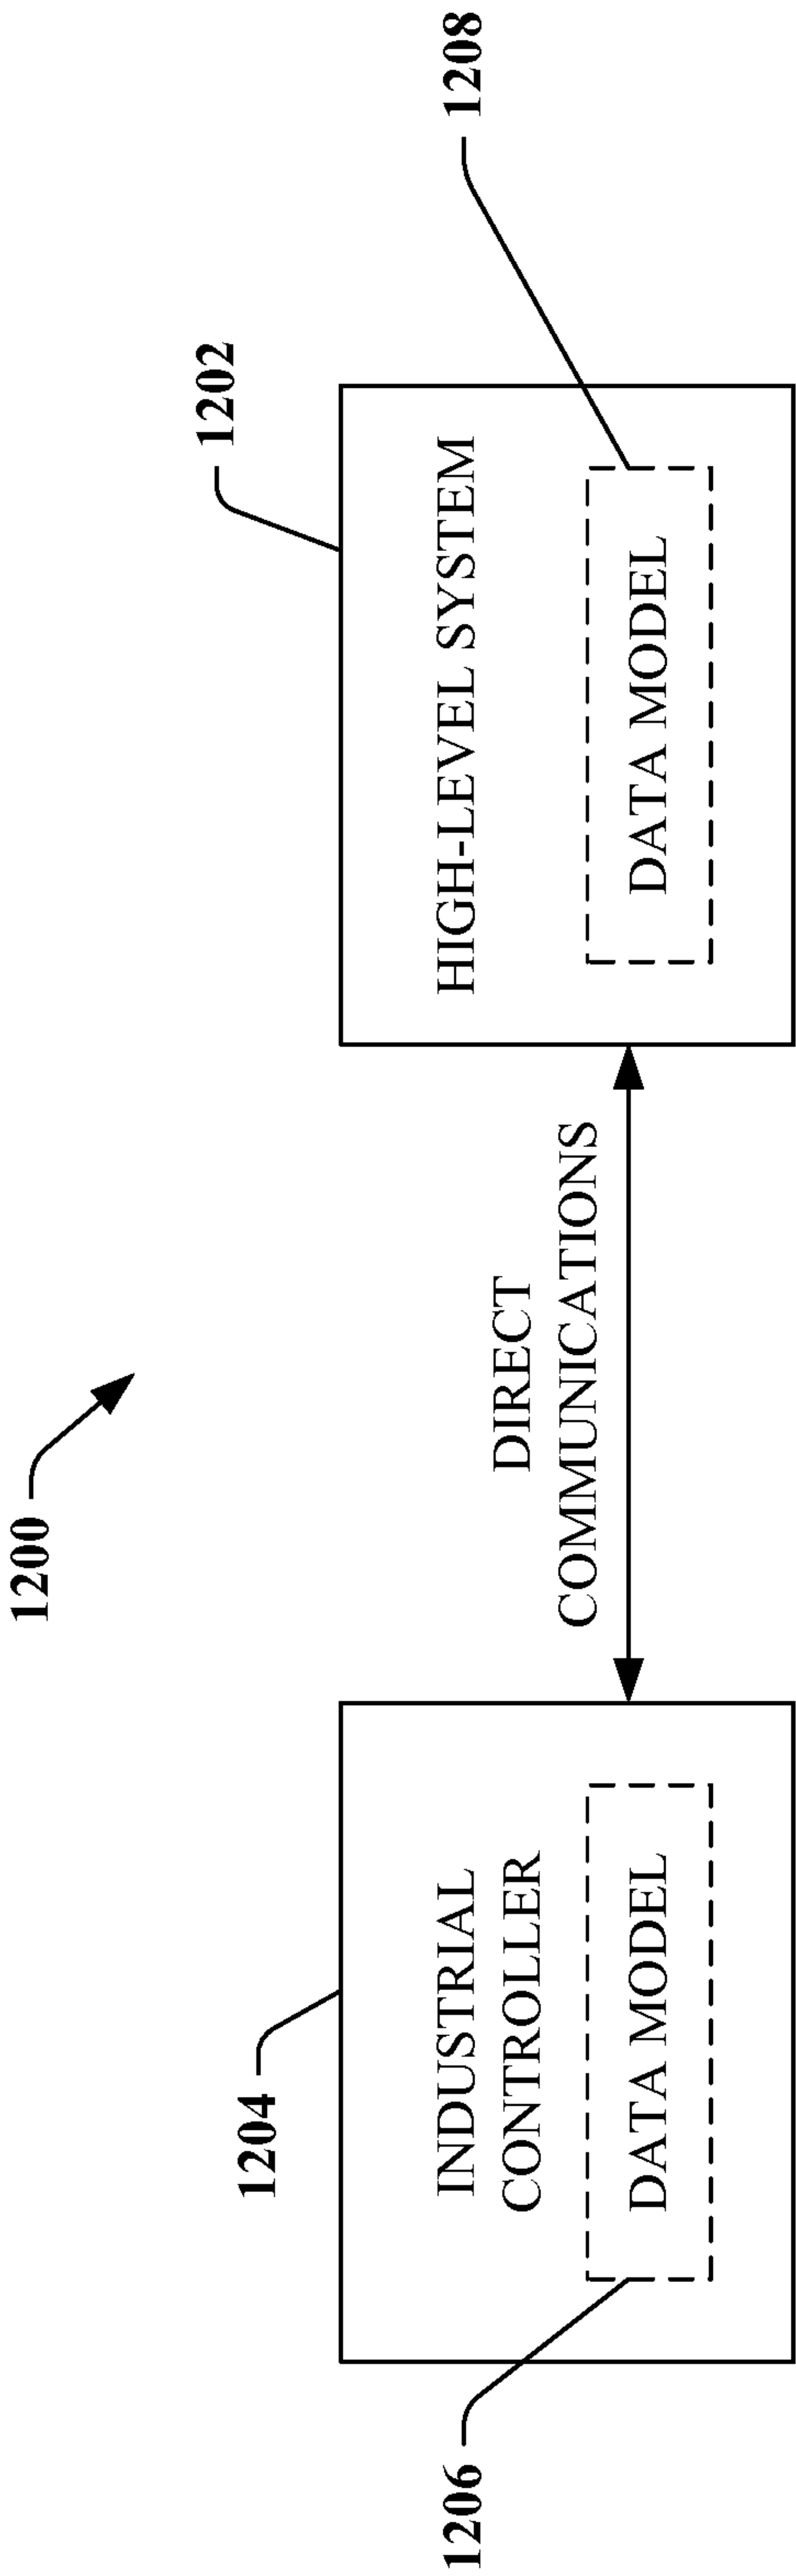 1200
1204
1202
INDUSTRIAL
CONTROLLER
DATA MODEL
1206
DIRECT
COMMUNICATIONS
HIGH-LEVEL SYSTEM
DATA MODEL
1208